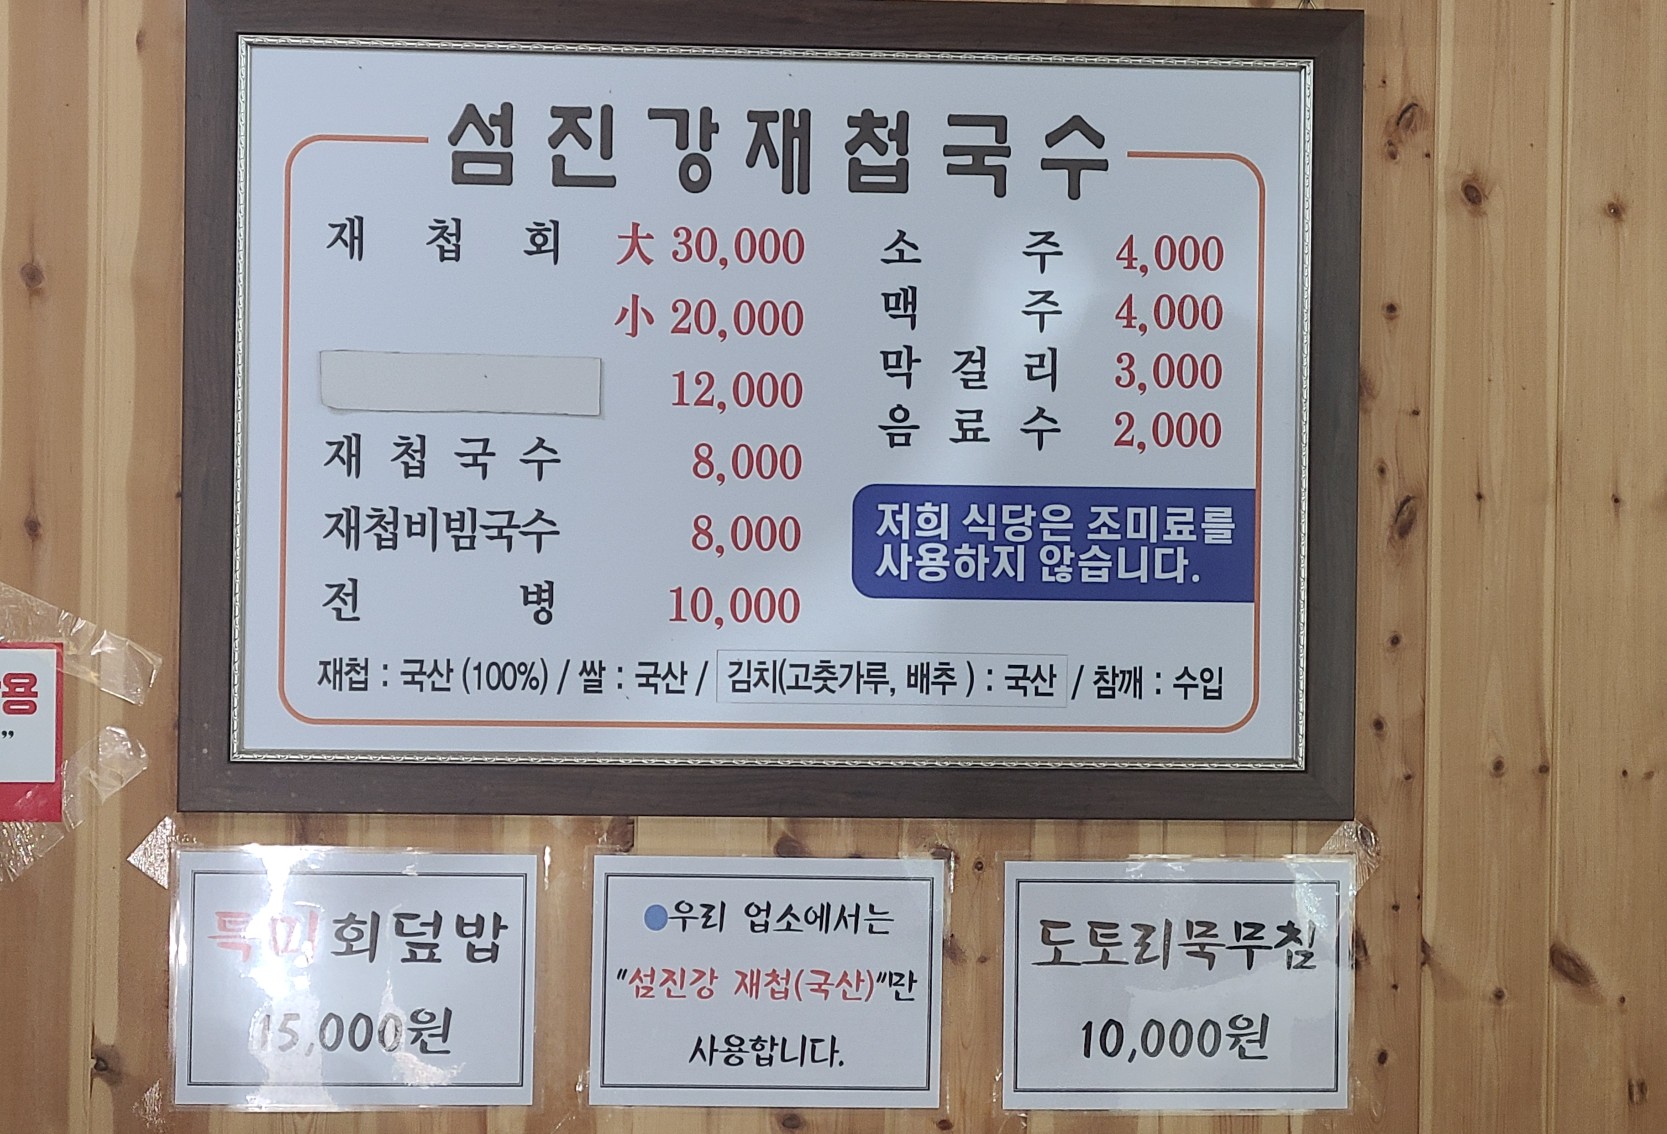 섬진강재첩국수
재첩회 大 30,000
小 20,000
12,000
재첩국수 8,000
재첩비빔국수 8,000
전병 10,000
소주 4,000
맥주 4,000
막걸리 3,000
음료수 2,000
저희 식당은 조미료를
사용하지 않습니다.
재첩 : 국산 (100%) / 쌀 : 국산 / 김치(고춧가루, 배추 ) : 국산 / 참깨 : 수입
용
”
특미회덮밥
15,000원
우리 업소에서는
"섬진강 재첩(국산)"만
사용합니다.
도토리묵무침
10,000원